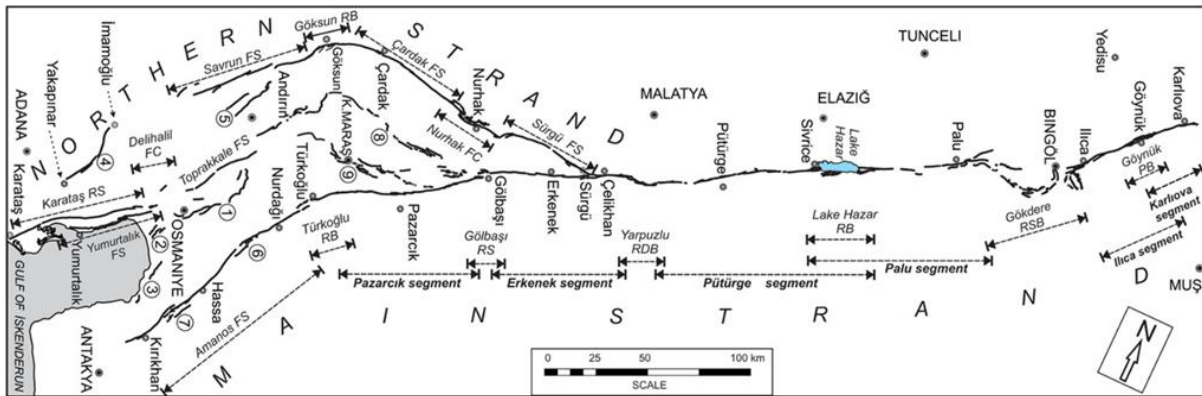 NORTHERN STRAND
MAIN STRAND
ADANA
Yakapınar
İmamoğlu
Karataş
Karataş RS
Delihalil
FC
Savrun FS
Göksun RB
Çardak FS
Andırın
Göksun
Çardak
Nurhak
Nurhak FC
Sürgü FS
Toprakkale FS
K.MARAŞ
Türkoğlu
Nurdağı
OSMANIYE
Yumurtalık
FS
Yumurtalık
GULF OF İSKENDERUN
ANTAKYA
Kırıkhan
Hassa
Amanos FS
Türkoğlu
RB
Pazarcık
Gölbaşı
Gölbaşı
RS
Erkenek
Sürgü
Çelikhan
Yarpuzlu
RDB
MALATYA
Pütürge
ELAZIĞ
Sivrice
Lake
Hazar
Lake Hazar
RB
TUNCELI
Palu
BINGÖL
Ilıca
Yedisu
Göynük
Karlıova
Göynük
PB
Karlıova
segment
Gökdere
RSB
Ilıca segment
MUŞ
Pazarcık segment
Erkenek segment
Pütürge segment
Palu segment
1
2
3
4
5
6
7
8
9
0 25 50 100 km
SCALE
N